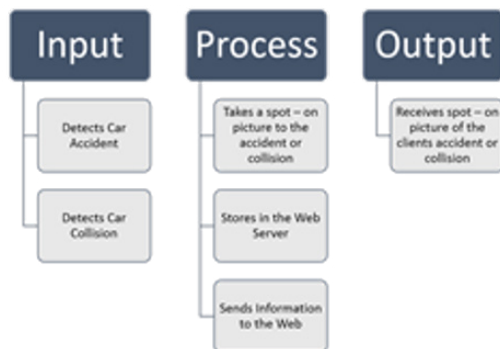 Input
Detects Car
Accident
Detects Car
Collision
Process
Takes a spot – on
picture to the
accident or
collision
Stores in the Web
Server
Sends Information
to the Web
Output
Receives spot – on
picture of the
clients accident or
collision